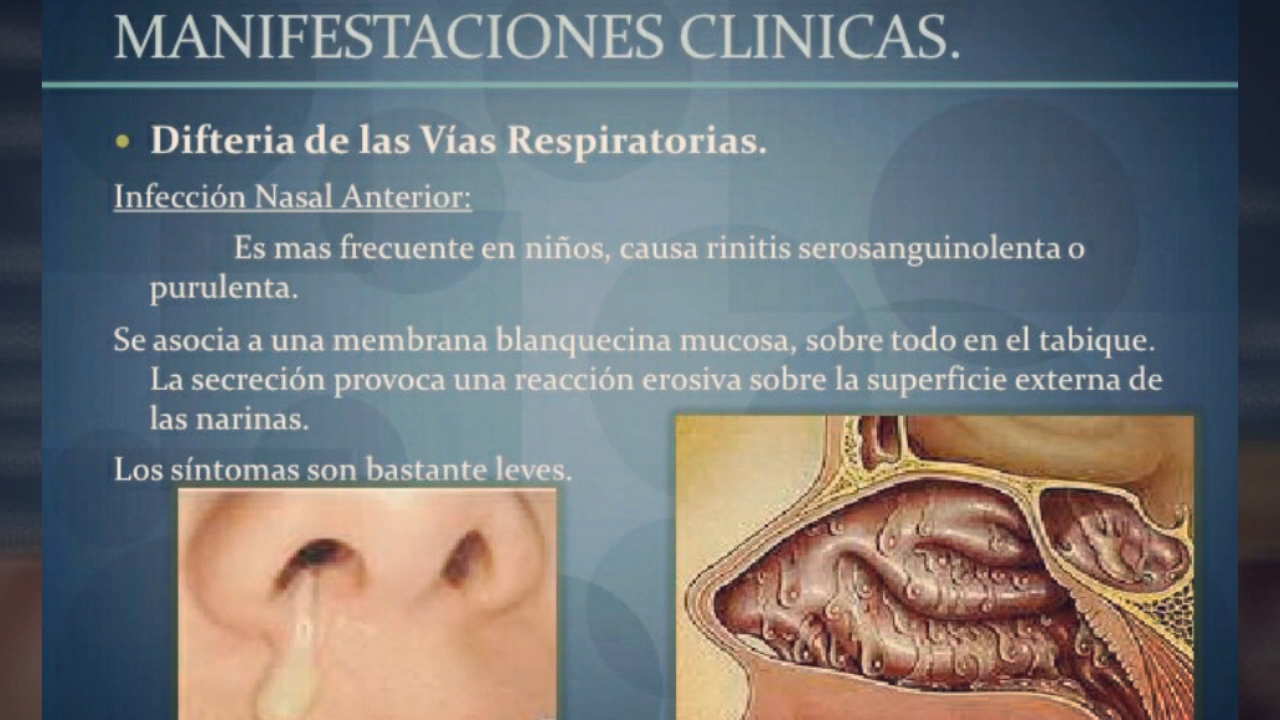 MANIFESTACIONES CLINICAS.
Difteria de las Vías Respiratorias.
Infección Nasal Anterior:
Es mas frecuente en niños, causa rinitis serosanguinolenta o
purulenta.
Se asocia a una membrana blanquecina mucosa, sobre todo en el tabique.
La secreción provoca una reacción erosiva sobre la superficie externa de
las narinas.
Los síntomas son bastante leves.